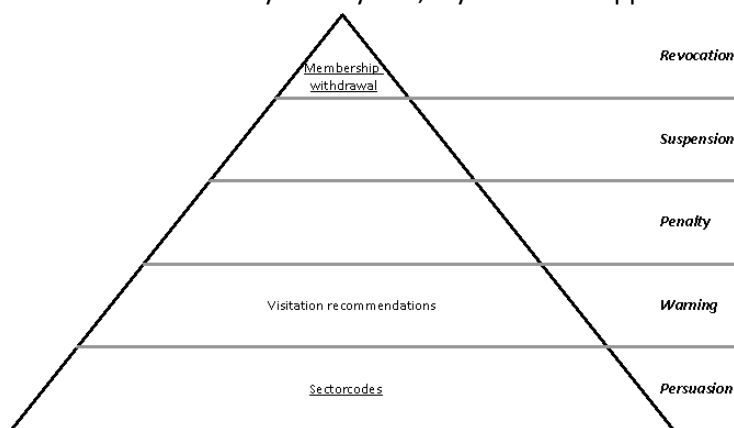 Revocation
Membership
withdrawal
Suspension
Penalty
Visitation recommendations
Warning
Sectorcodes
Persuasion